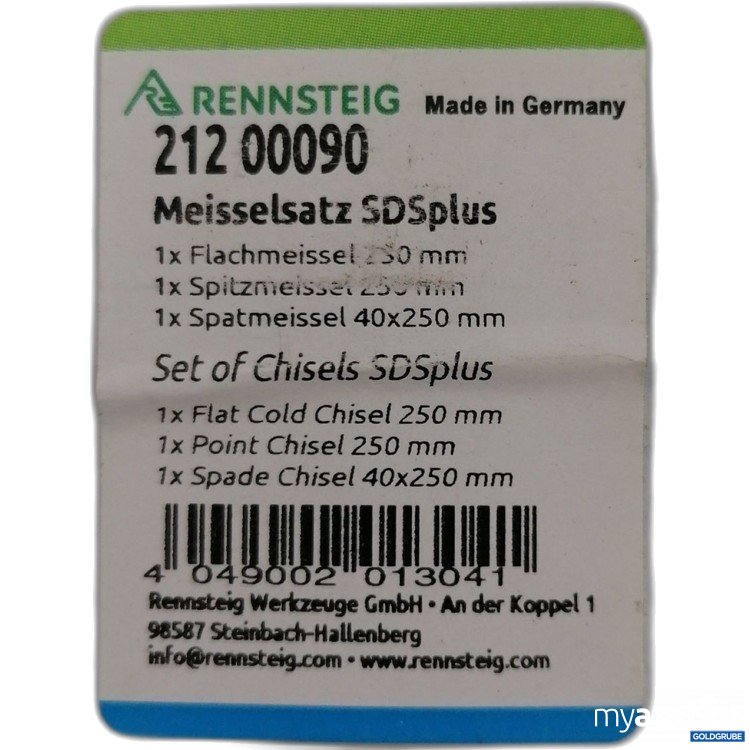 RENNSTEIG Made in Germany
212 00090
Meisselsatz SDSplus
1x Flachmeissel 250 mm
1x Spitzmeissel 250 mm
1x Spatmeissel 40x250 mm
Set of Chisels SDSplus
1x Flat Cold Chisel 250 mm
1x Point Chisel 250 mm
1x Spade Chisel 40x250 mm
4 049002 013041
Rennsteig Werkzeuge GmbH • An der Koppel 1
98587 Steinbach-Hallenberg
info@rennsteig.com • www.rennsteig.com
GOLDGRUBE